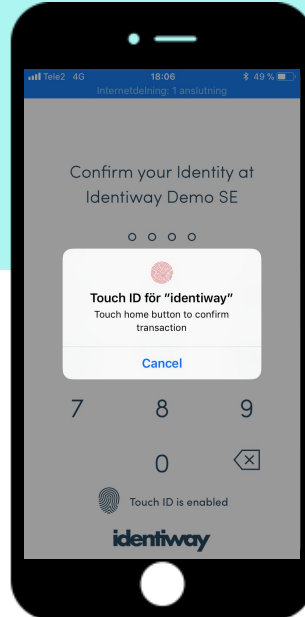 Tele2 4G 18:06 49 %
Internetdelning: 1 anslutning
Confirm your Identity at
Identiway Demo SE
Touch ID för "identiway"
Touch home button to confirm
transaction
Cancel
7 8 9
0
Touch ID is enabled
identiway